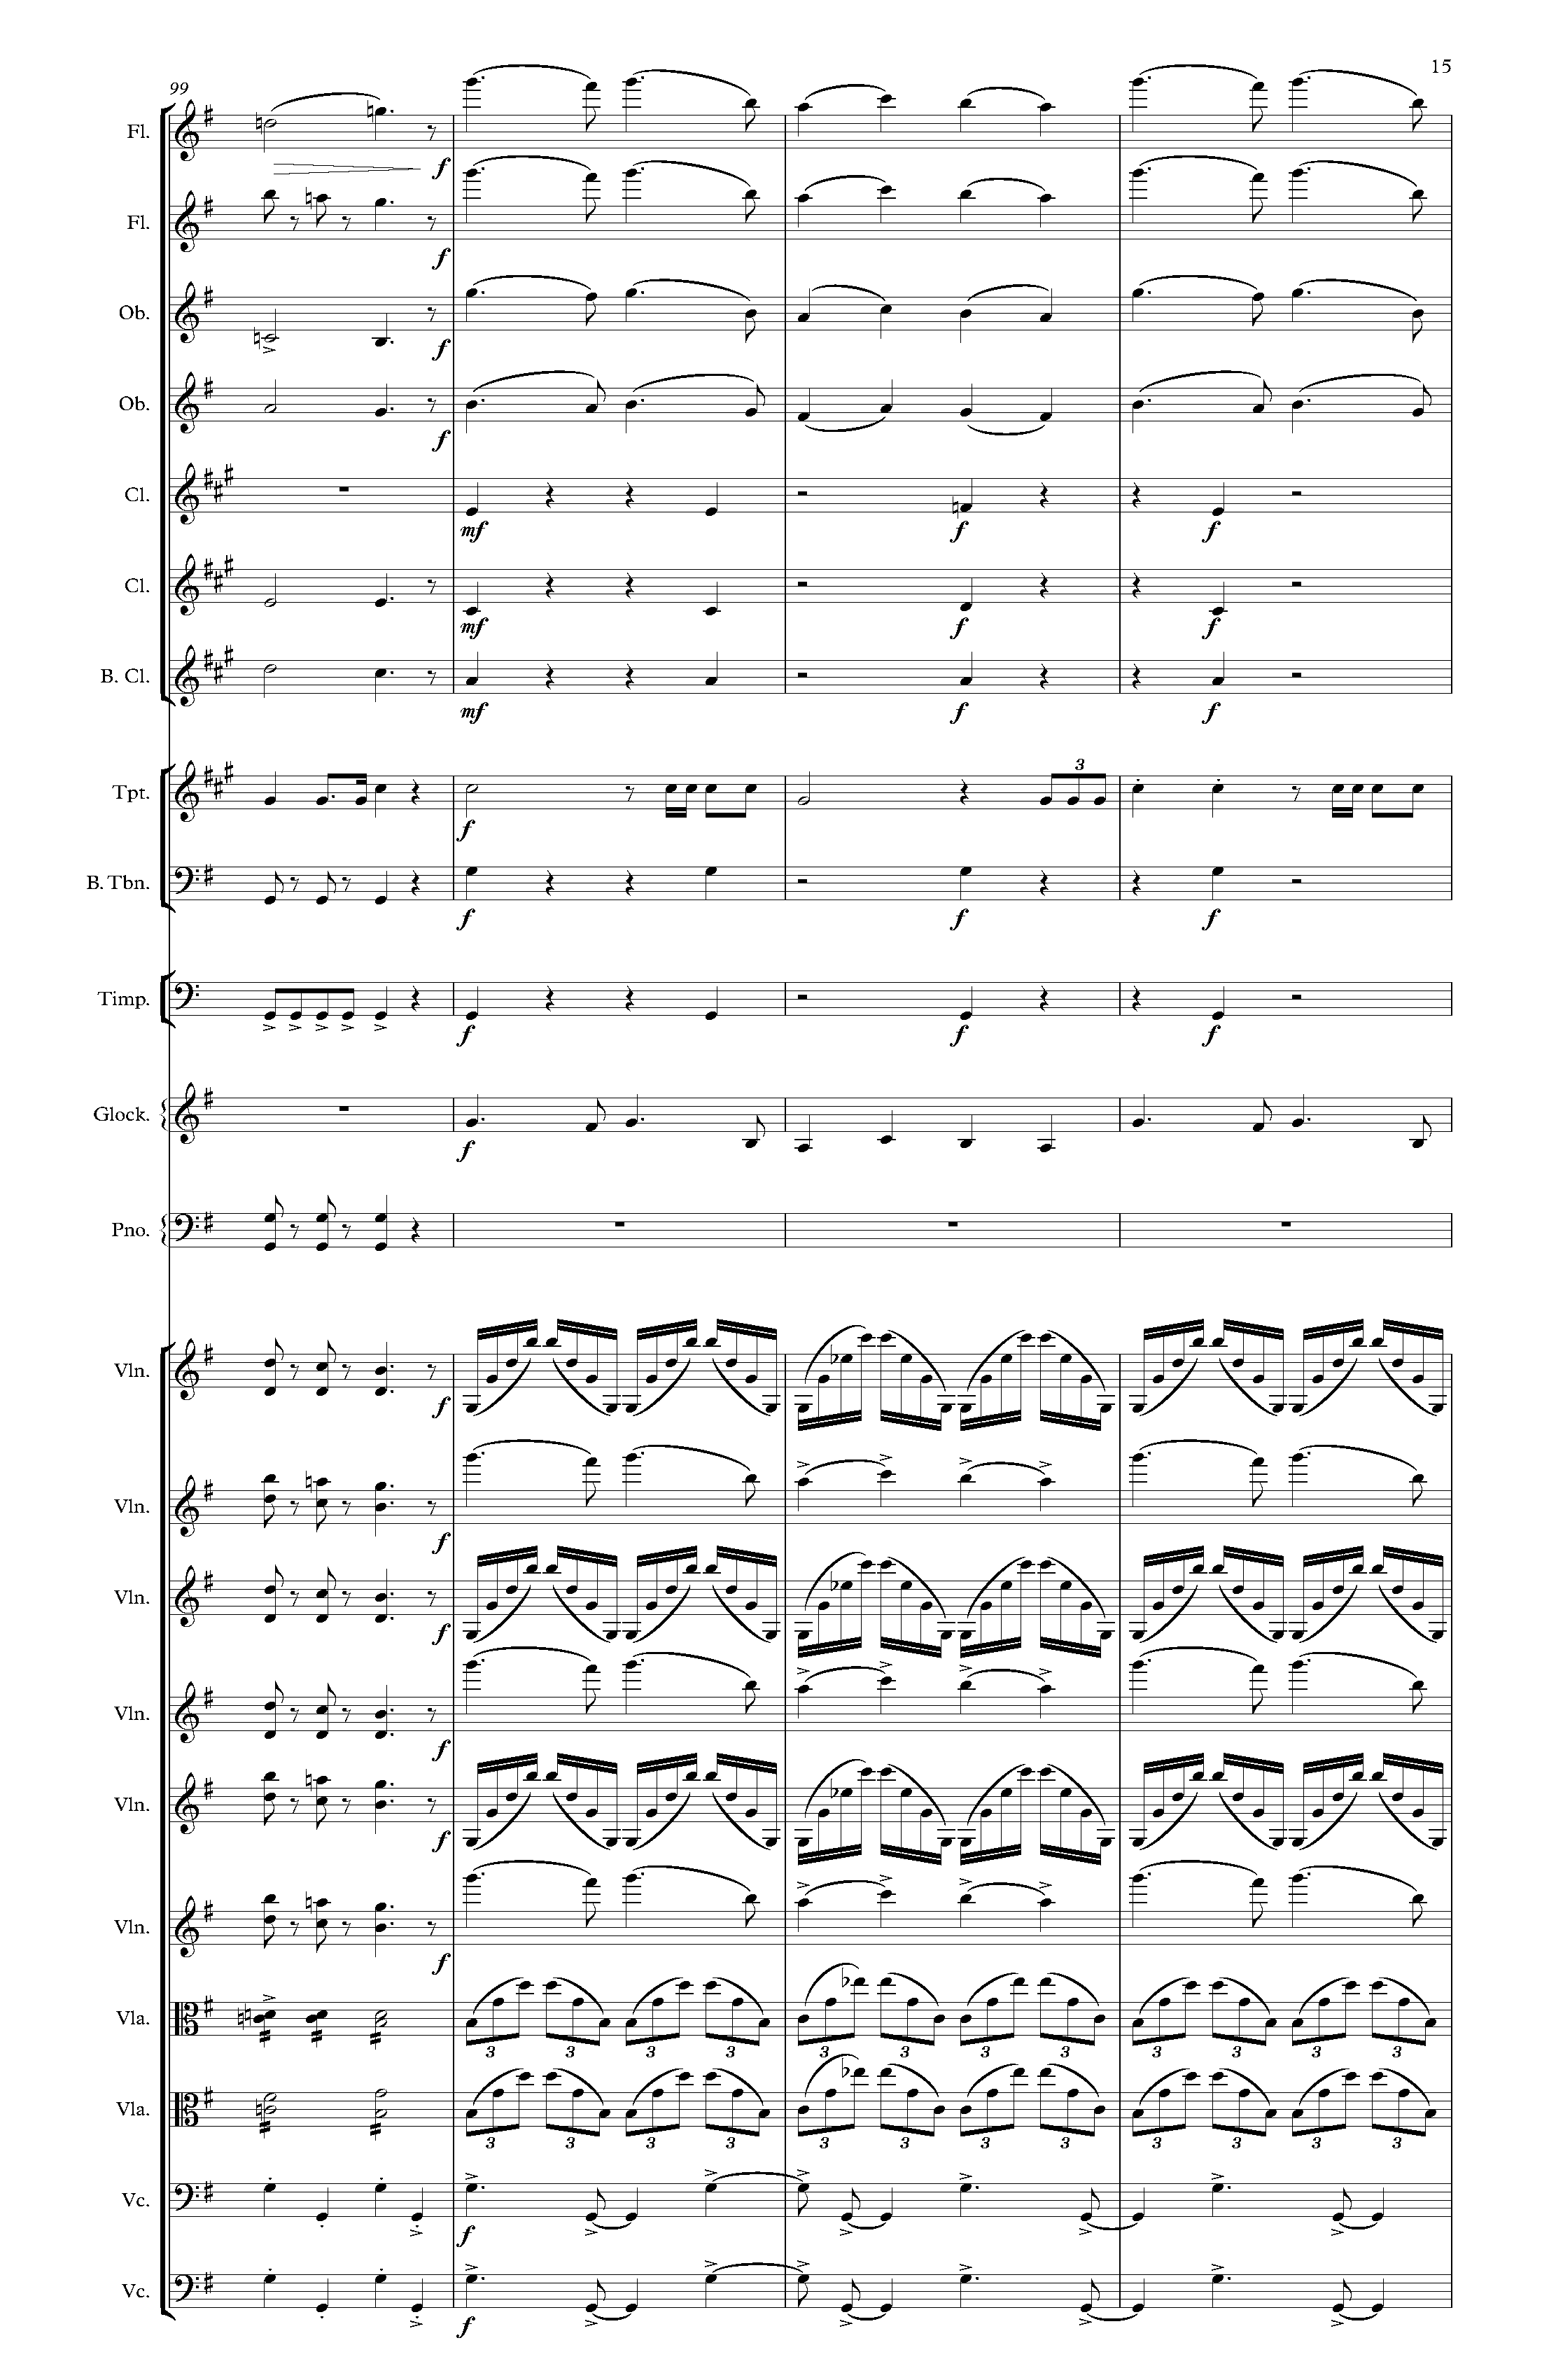 15
99
Fl.
f
Fl.
f
Ob.
f
Ob.
f
Cl.
mf f f
Cl.
mf f f
B. Cl.
mf f f
3
Tpt.
f
B. Tbn.
f f f
Timp.
f f f
Glock.
f
Pno.
Vln.
f
Vln.
f
Vln.
f
Vln.
f
Vln.
f
Vln.
f
Vla.
3 3 3 3 3 3 3 3 3 3 3 3
Vla.
3 3 3 3 3 3 3 3 3 3 3 3
Vc.
f
Vc.
f